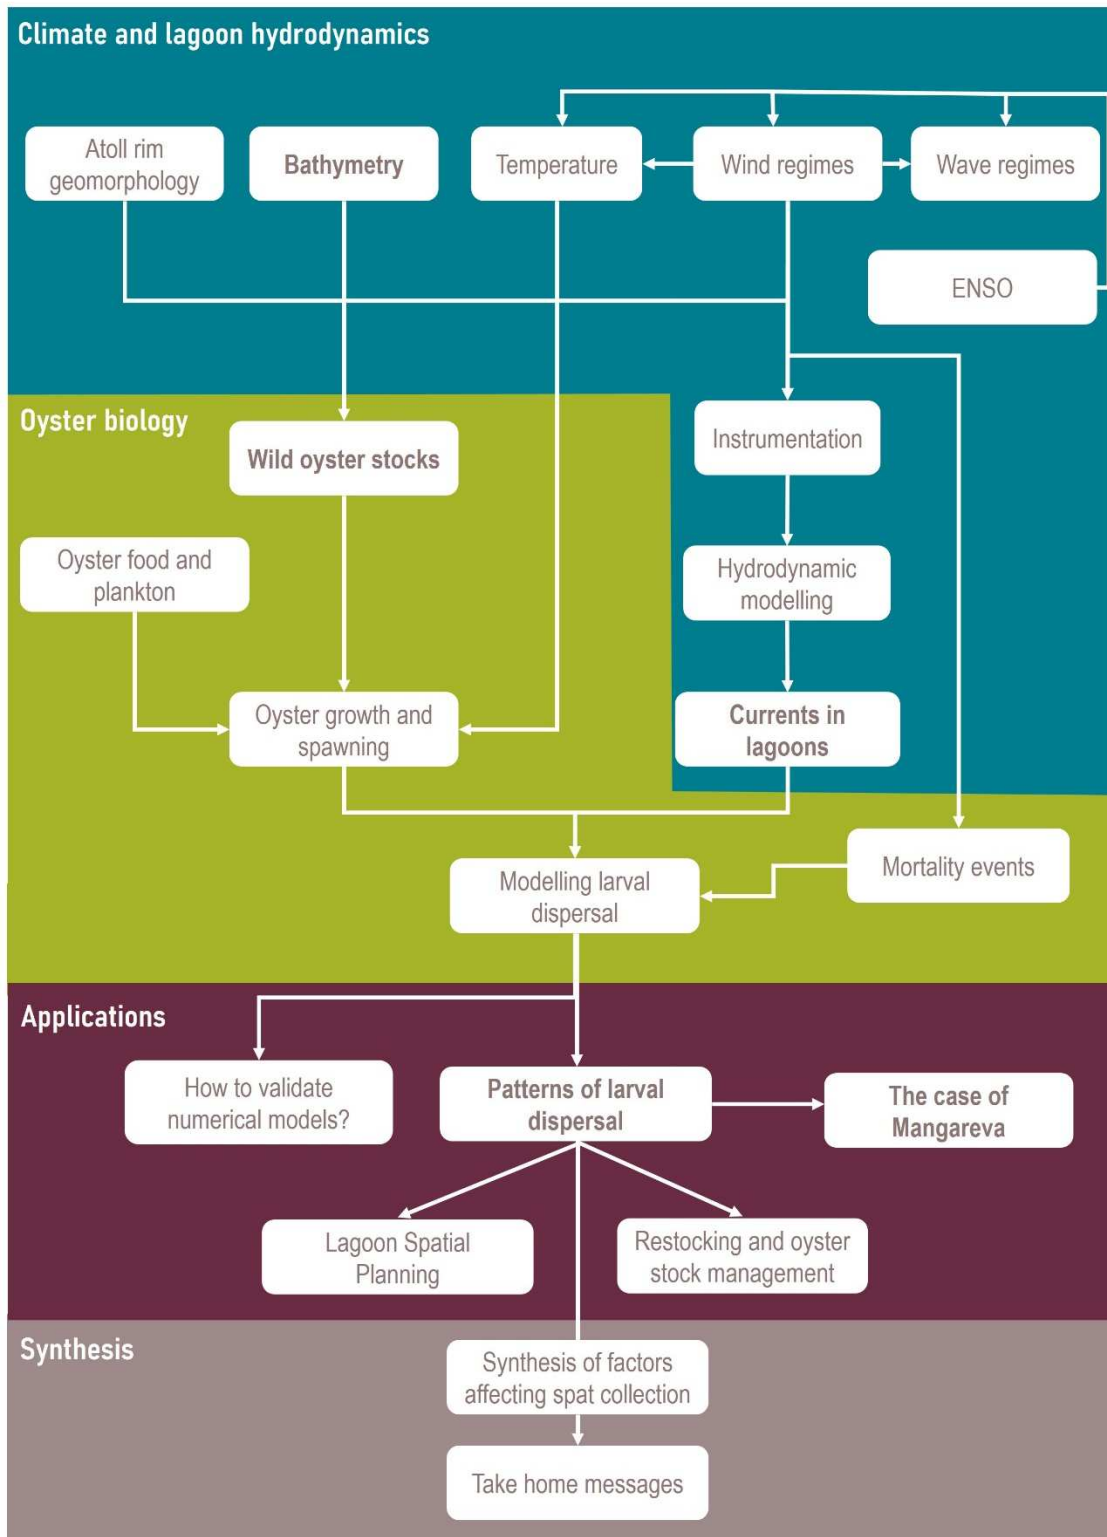 Climate and lagoon hydrodynamics
Atoll rim
geomorphology
Bathymetry
Temperature
Wind regimes
Wave regimes
ENSO
Oyster biology
Instrumentation
Wild oyster stocks
Oyster food and
plankton
Hydrodynamic
modelling
Oyster growth and
spawning
Currents in
lagoons
Modelling larval
dispersal
Mortality events
Applications
How to validate
numerical models?
Patterns of larval
dispersal
The case of
Mangareva
Lagoon Spatial
Planning
Restocking and oyster
stock management
Synthesis
Synthesis of factors
affecting spat collection
Take home messages